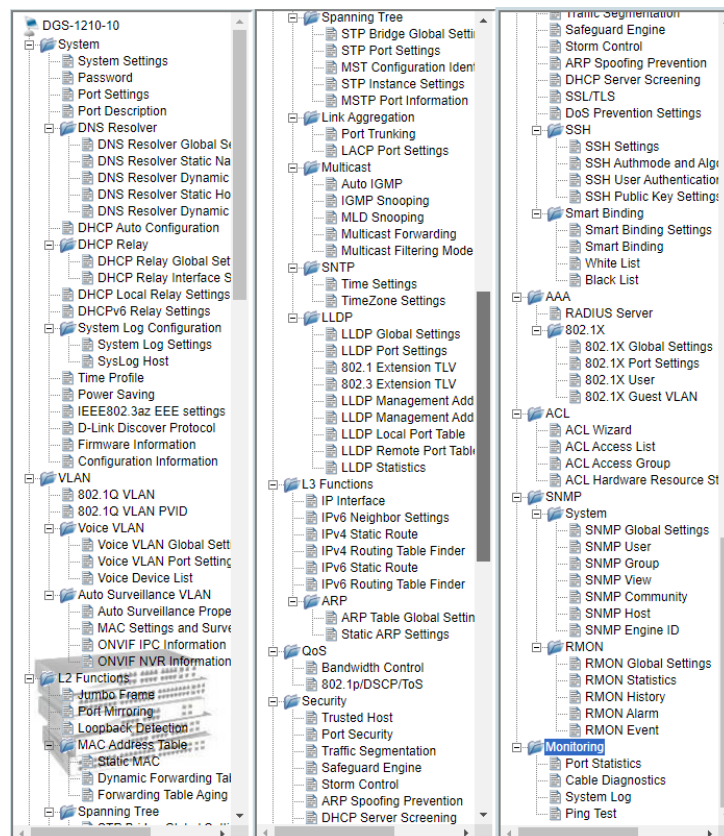 DGS-1210-10
System
System Settings
Password
Port Settings
Port Description
DNS Resolver
DNS Resolver Global Se
DNS Resolver Static Na
DNS Resolver Dynamic
DNS Resolver Static Ho
DNS Resolver Dynamic
DHCP Auto Configuration
DHCP Relay
DHCP Relay Global Set
DHCP Relay Interface S
DHCP Local Relay Settings
DHCPv6 Relay Settings
System Log Configuration
System Log Settings
SysLog Host
Time Profile
Power Saving
IEEE802.3az EEE settings
D-Link Discover Protocol
Firmware Information
Configuration Information
VLAN
802.1Q VLAN
802.1Q VLAN PVID
Voice VLAN
Voice VLAN Global Setti
Voice VLAN Port Setting
Voice Device List
Auto Surveillance VLAN
Auto Surveillance Prope
MAC Settings and Surve
ONVIF IPC Information
ONVIF NVR Information
L2 Functions
Jumbo Frame
Port Mirroring
Loopback Detection
MAC Address Table
Static MAC
Dynamic Forwarding Tal
Forwarding Table Aging
Spanning Tree
Spanning Tree
STP Bridge Global Settin
STP Port Settings
MST Configuration Ident
STP Instance Settings
MSTP Port Information
Link Aggregation
Port Trunking
LACP Port Settings
Multicast
Auto IGMP
IGMP Snooping
MLD Snooping
Multicast Forwarding
Multicast Filtering Mode
SNTP
Time Settings
TimeZone Settings
LLDP
LLDP Global Settings
LLDP Port Settings
802.1 Extension TLV
802.3 Extension TLV
LLDP Management Add
LLDP Management Add
LLDP Local Port Table
LLDP Remote Port Table
LLDP Statistics
L3 Functions
IP Interface
IPv6 Neighbor Settings
IPv4 Static Route
IPv4 Routing Table Finder
IPv6 Static Route
IPv6 Routing Table Finder
ARP
ARP Table Global Settin
Static ARP Settings
QoS
Bandwidth Control
802.1p/DSCP/ToS
Security
Trusted Host
Port Security
Traffic Segmentation
Safeguard Engine
Storm Control
ARP Spoofing Prevention
DHCP Server Screening
Traffic Segmentation
Safeguard Engine
Storm Control
ARP Spoofing Prevention
DHCP Server Screening
SSL/TLS
DoS Prevention Settings
SSH
SSH Settings
SSH Authmode and Algo
SSH User Authentication
SSH Public Key Settings
Smart Binding
Smart Binding Settings
Smart Binding
White List
Black List
AAA
RADIUS Server
802.1X
802.1X Global Settings
802.1X Port Settings
802.1X User
802.1X Guest VLAN
ACL
ACL Wizard
ACL Access List
ACL Access Group
ACL Hardware Resource St
SNMP
System
SNMP Global Settings
SNMP User
SNMP Group
SNMP View
SNMP Community
SNMP Host
SNMP Engine ID
RMON
RMON Global Settings
RMON Statistics
RMON History
RMON Alarm
RMON Event
Monitoring
Port Statistics
Cable Diagnostics
System Log
Ping Test